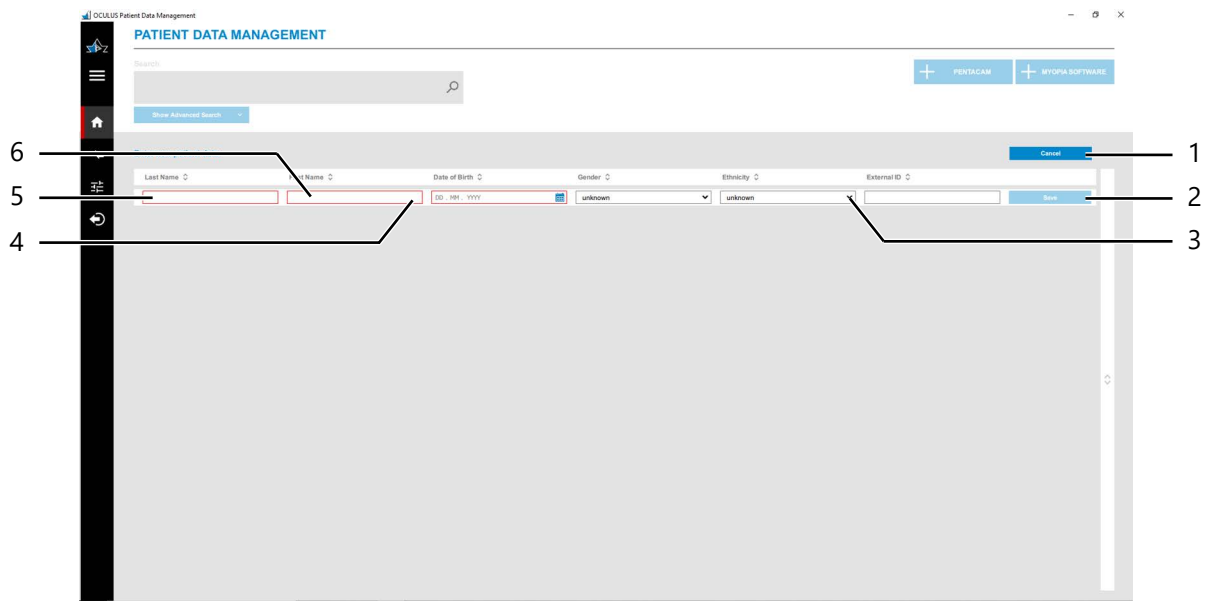 OCULUS Patient Data Management
PATIENT DATA MANAGEMENT
Search
PENTACAM
MYOPIA SOFTWARE
Show Advanced Search
6
Cancel
1
Last Name
Name
Date of Birth
Gender
Ethnicity
External ID
5
DD . MM . YYYY
unknown
unknown
Save
2
4
3